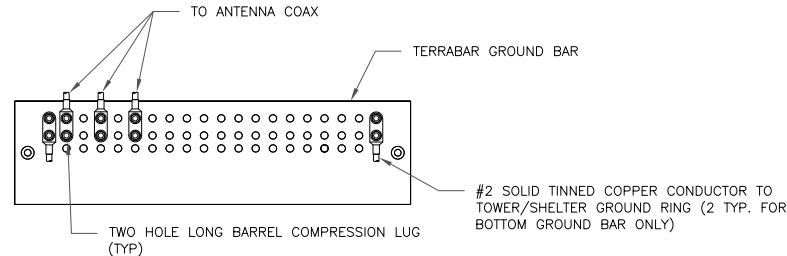 TO ANTENNA COAX
TERRABAR GROUND BAR
#2 SOLID TINNED COPPER CONDUCTOR TO
TOWER/SHELTER GROUND RING (2 TYP. FOR
BOTTOM GROUND BAR ONLY)
TWO HOLE LONG BARREL COMPRESSION LUG
(TYP)